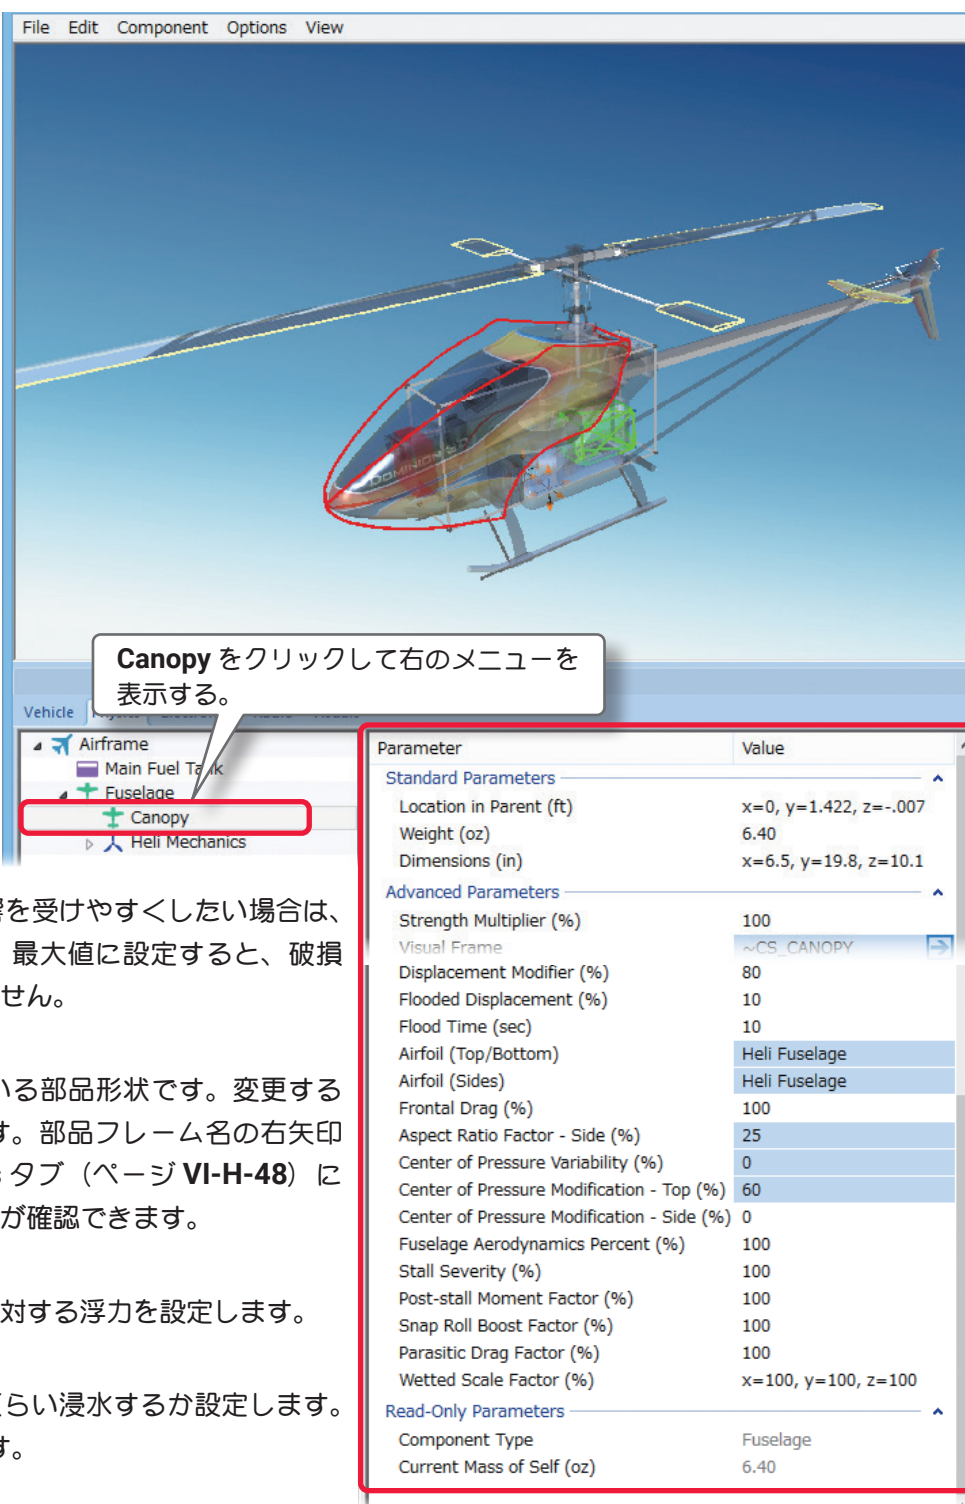 File Edit Component Options View
DOMINION 3D
Canopy をクリックして右のメニューを
表示する。
Vehicle
Airframe
Main Fuel Tank
Fuselage
Canopy
Heli Mechanics
Parameter Value
Standard Parameters
Location in Parent (ft) x=0, y=1.422, z=-.007
Weight (oz) 6.40
Dimensions (in) x=6.5, y=19.8, z=10.1
Advanced Parameters
Strength Multiplier (%) 100
Visual Frame ~CS_CANOPY
Displacement Modifier (%) 80
Flooded Displacement (%) 10
Flood Time (sec) 10
Airfoil (Top/Bottom) Heli Fuselage
Airfoil (Sides) Heli Fuselage
Frontal Drag (%) 100
Aspect Ratio Factor - Side (%) 25
Center of Pressure Variability (%) 0
Center of Pressure Modification - Top (%) 60
Center of Pressure Modification - Side (%) 0
Fuselage Aerodynamics Percent (%) 100
Stall Severity (%) 100
Post-stall Moment Factor (%) 100
Snap Roll Boost Factor (%) 100
Parasitic Drag Factor (%) 100
Wetted Scale Factor (%) x=100, y=100, z=100
Read-Only Parameters
Component Type Fuselage
Current Mass of Self (oz) 6.40
響を受けやすくしたい場合は、
最大値に設定すると、破損
せん。
いる部品形状です。変更する
す。部品フレーム名の右矢印
s タブ（ページ VI-H-48）に
が確認できます。
対する浮力を設定します。
くらい浸水するか設定します。
す。